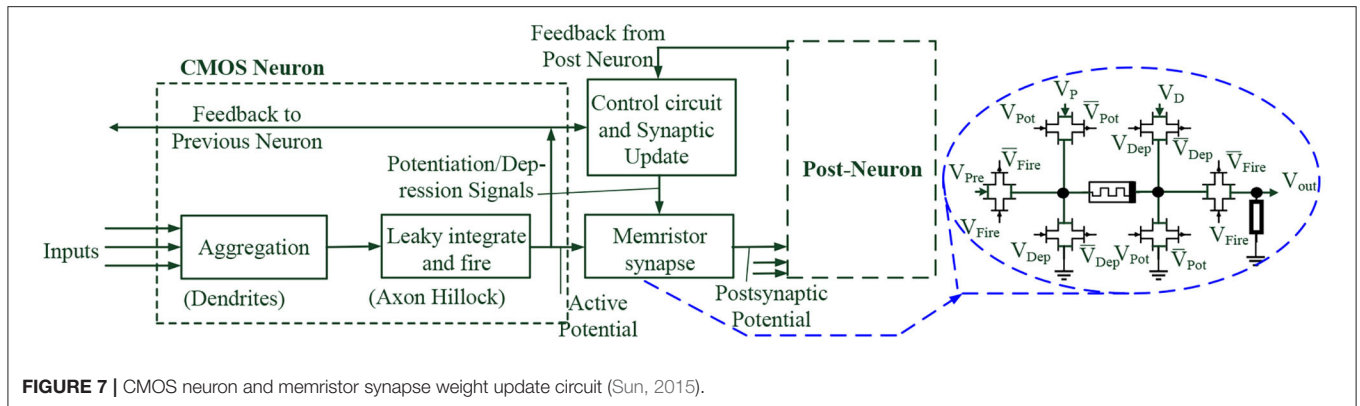 Feedback from
Post Neuron
CMOS Neuron
Feedback to
Previous Neuron
Control circuit
and Synaptic
Update
Potentiation/Dep-
ression Signals
Post-Neuron
Inputs
Aggregation
(Dendrites)
Leaky integrate
and fire
(Axon Hillock)
Active
Potential
Memristor
synapse
Postsynaptic
Potential
V_P
V_D
V_Pot
V̅_Pot
V_Dep
V̅_Dep
V_Pre
V̅_Fire
V_Fire
V̅_Fire
V_Fire
V_out
V_Dep
V̅_Dep
V_Pot
V̅_Pot
FIGURE 7 | CMOS neuron and memristor synapse weight update circuit (Sun, 2015).